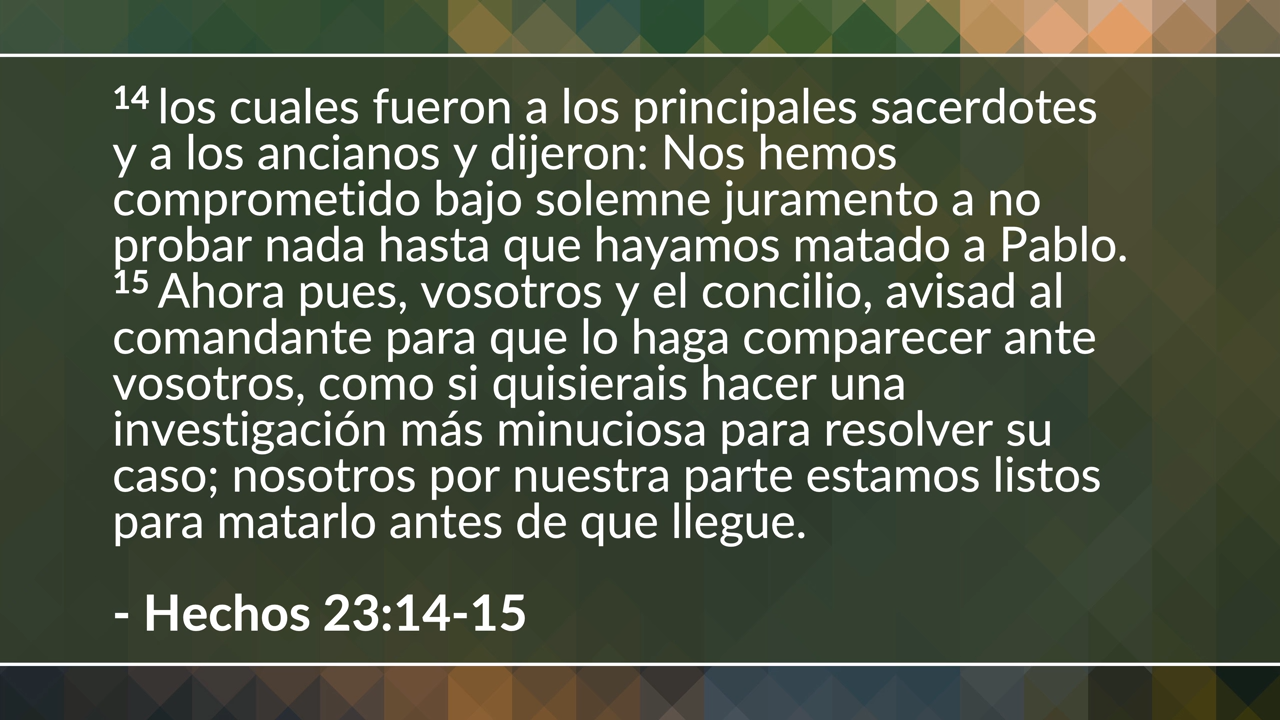 14 los cuales fueron a los principales sacerdotes
y a los ancianos y dijeron: Nos hemos
comprometido bajo solemne juramento a no
probar nada hasta que hayamos matado a Pablo.
15 Ahora pues, vosotros y el concilio, avisad al
comandante para que lo haga comparecer ante
vosotros, como si quisierais hacer una
investigación más minuciosa para resolver su
caso; nosotros por nuestra parte estamos listos
para matarlo antes de que llegue.
- Hechos 23:14-15